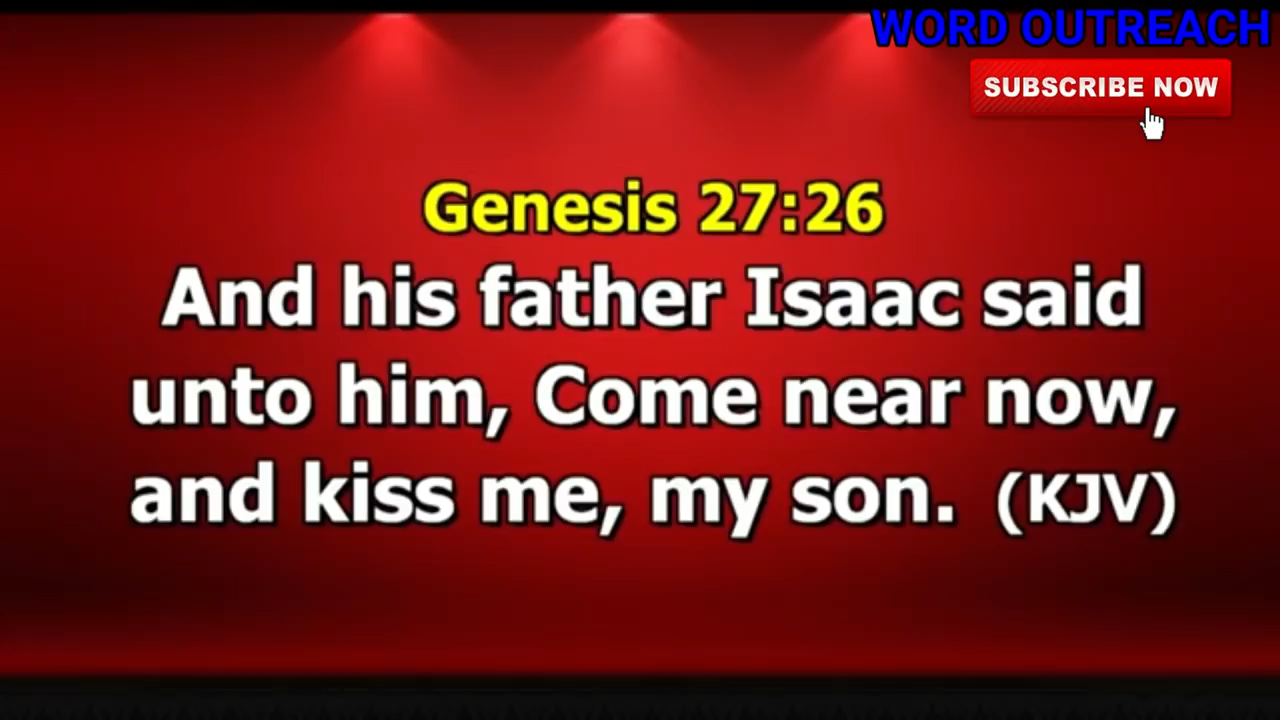 WORD OUTREACH
SUBSCRIBE NOW
Genesis 27:26
And his father Isaac said
unto him, Come near now,
and kiss me, my son. (KJV)